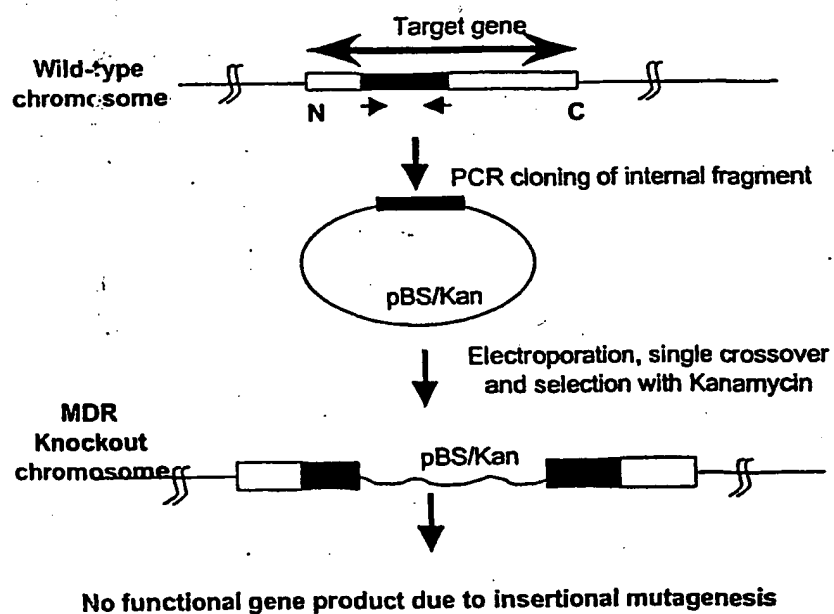 Target gene
Wild-type
chromosome
N
C
PCR cloning of internal fragment
pBS/Kan
Electroporation, single crossover
and selection with Kanamycin
MDR
Knockout
chromosome
pBS/Kan
No functional gene product due to insertional mutagenesis